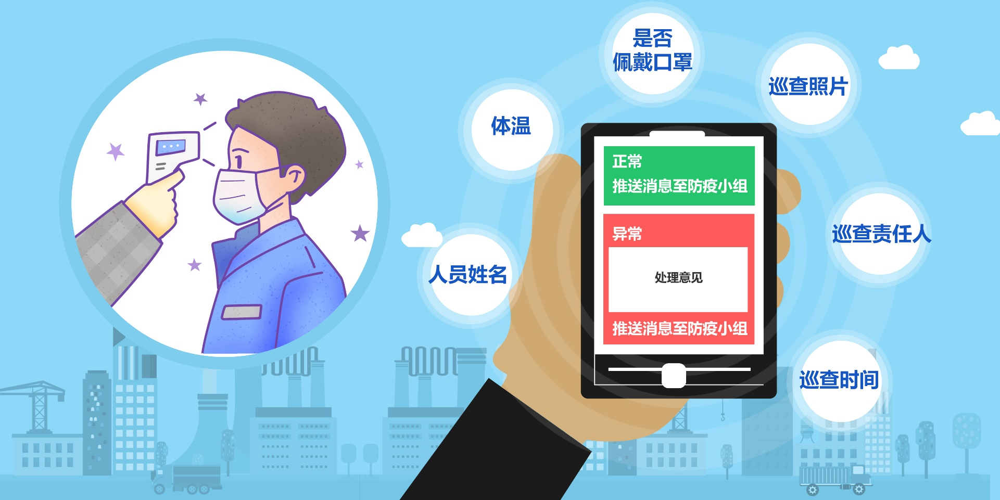 是否
佩戴口罩
巡查照片
体温
正常
推送消息至防疫小组
异常
巡查责任人
人员姓名
处理意见
推送消息至防疫小组
巡查时间